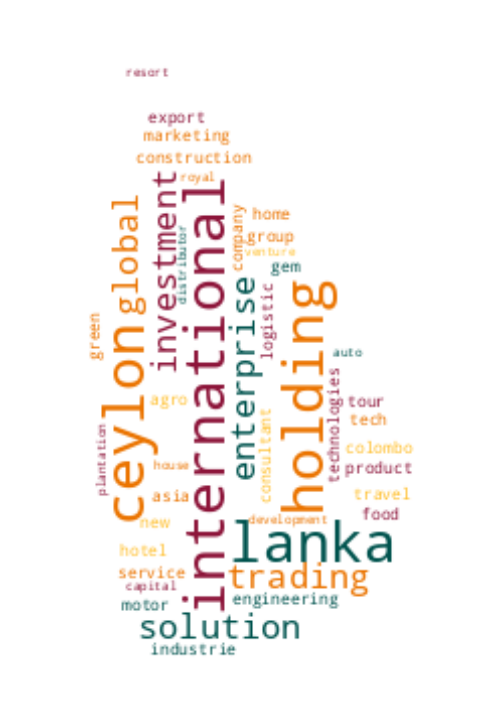 resort
export
marketing
construction
royal
investment
international
global
distributor
company
home
group
venture
gem
enterprise
logistic
holding
green
ceylon
auto
technologies
agro
tour
tech
consultant
plantation
colombo
house
product
asia
travel
new
development
food
lanka
hotel
service
trading
capital
motor
engineering
solution
industrie